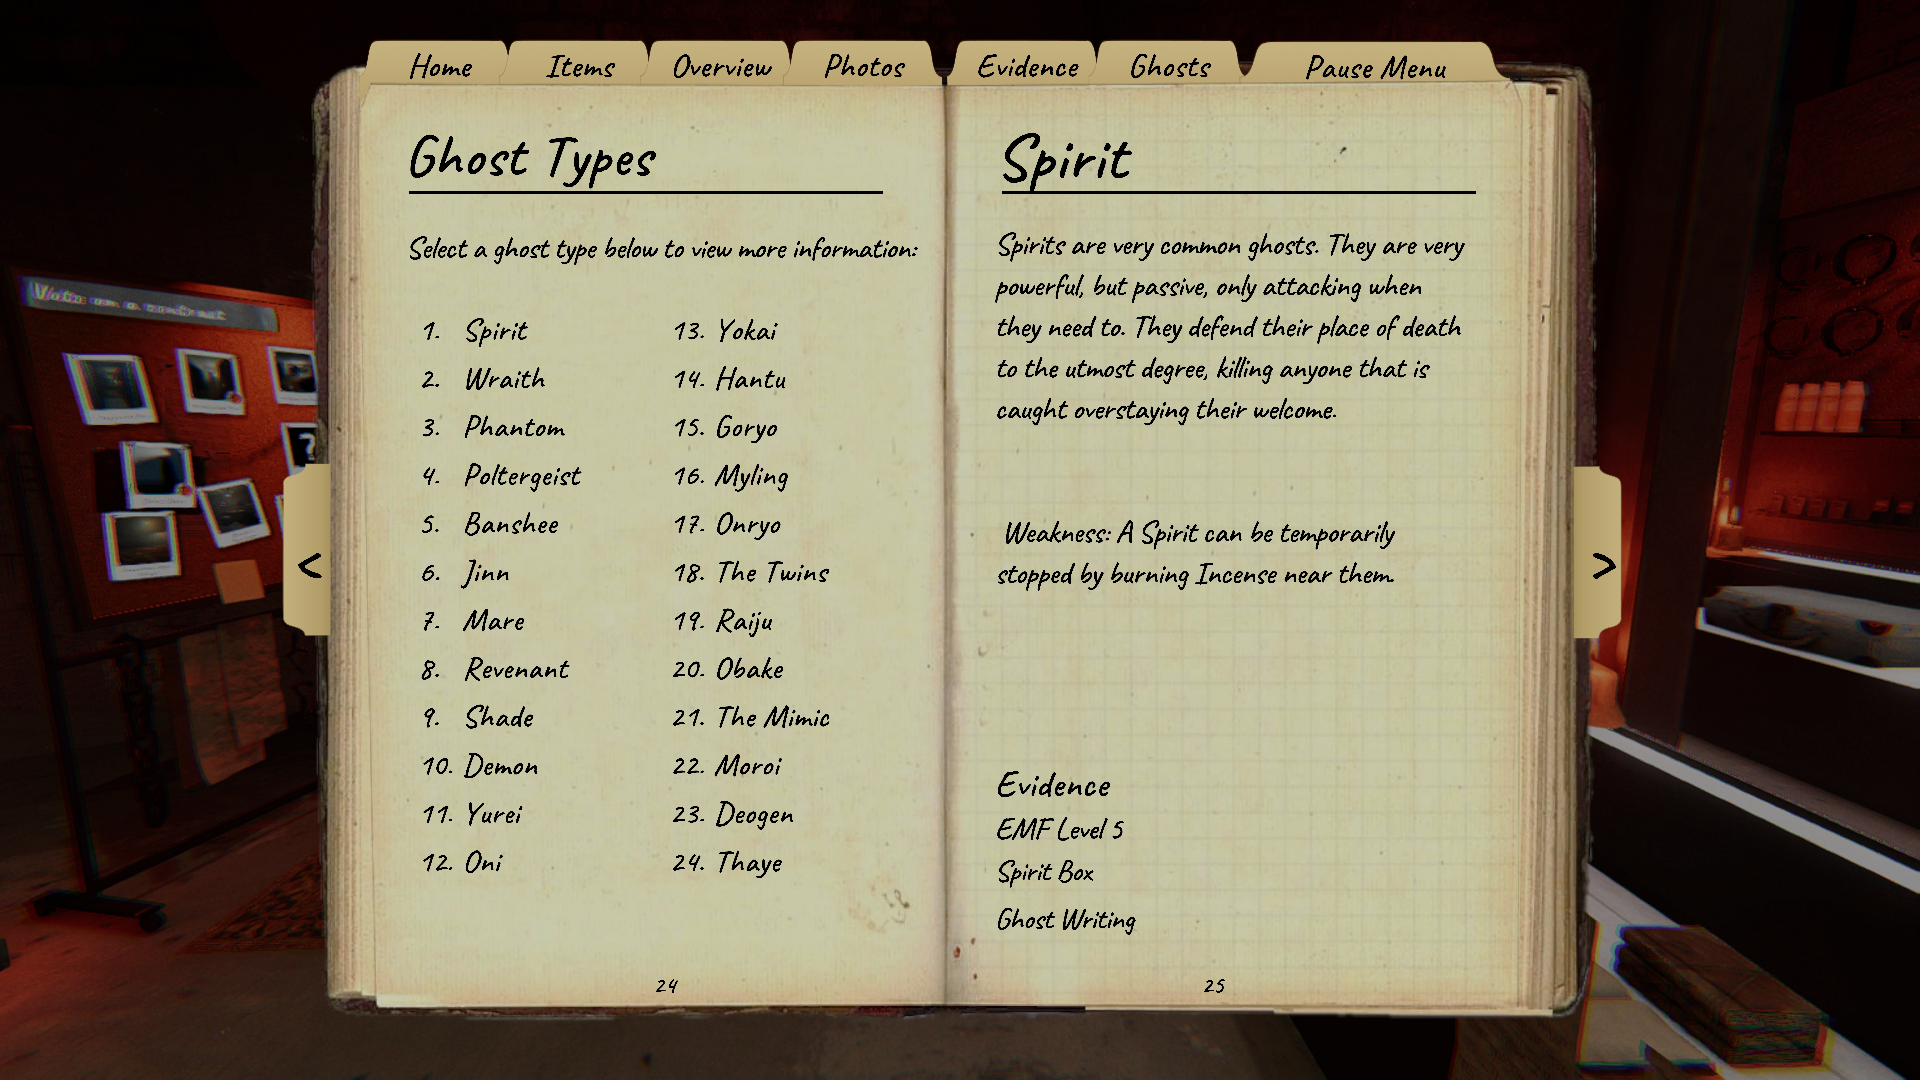 Home Items Overview Photos Evidence Ghosts Pause Menu
Ghost Types
Select a ghost type below to view more information:
1. Spirit
2. Wraith
3. Phantom
4. Poltergeist
5. Banshee
6. Jinn
7. Mare
8. Revenant
9. Shade
10. Demon
11. Yurei
12. Oni
13. Yokai
14. Hantu
15. Goryo
16. Myling
17. Onryo
18. The Twins
19. Raiju
20. Obake
21. The Mimic
22. Moroi
23. Deogen
24. Thaye
24
Spirit
Spirits are very common ghosts. They are very
powerful, but passive, only attacking when
they need to. They defend their place of death
to the utmost degree, killing anyone that is
caught overstaying their welcome.
Weakness: A Spirit can be temporarily
stopped by burning Incense near them.
Evidence
EMF Level 5
Spirit Box
Ghost Writing
25
<
>
?